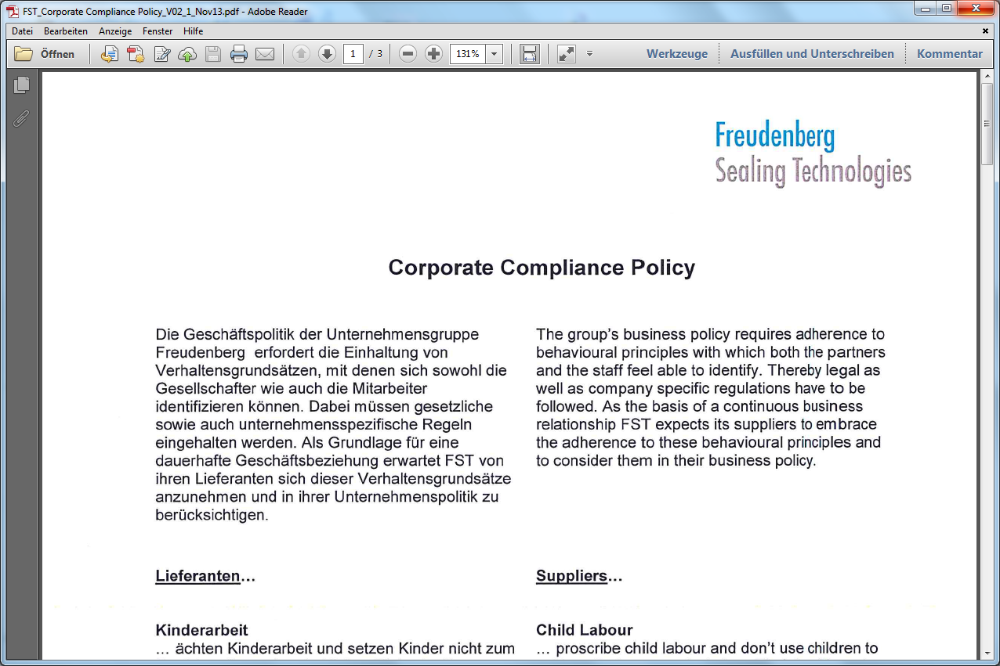 FST_Corporate Compliance Policy_V02_1_Nov13.pdf - Adobe Reader
Datei Bearbeiten Anzeige Fenster Hilfe
Öffnen 1 / 3 131% Werkzeuge Ausfüllen und Unterschreiben Kommentar
Freudenberg
Sealing Technologies
Corporate Compliance Policy
Die Geschäftspolitik der Unternehmensgruppe
Freudenberg erfordert die Einhaltung von
Verhaltensgrundsätzen, mit denen sich sowohl die
Gesellschafter wie auch die Mitarbeiter
identifizieren können. Dabei müssen gesetzliche
sowie auch unternehmensspezifische Regeln
eingehalten werden. Als Grundlage für eine
dauerhafte Geschäftsbeziehung erwartet FST von
ihren Lieferanten sich dieser Verhaltensgrundsätze
anzunehmen und in ihrer Unternehmenspolitik zu
berücksichtigen.
The group's business policy requires adherence to
behavioural principles with which both the partners
and the staff feel able to identify. Thereby legal as
well as company specific regulations have to be
followed. As the basis of a continuous business
relationship FST expects its suppliers to embrace
the adherence to these behavioural principles and
to consider them in their business policy.
Lieferanten...
Suppliers...
Kinderarbeit
... ächten Kinderarbeit und setzen Kinder nicht zum
Child Labour
... proscribe child labour and don't use children to